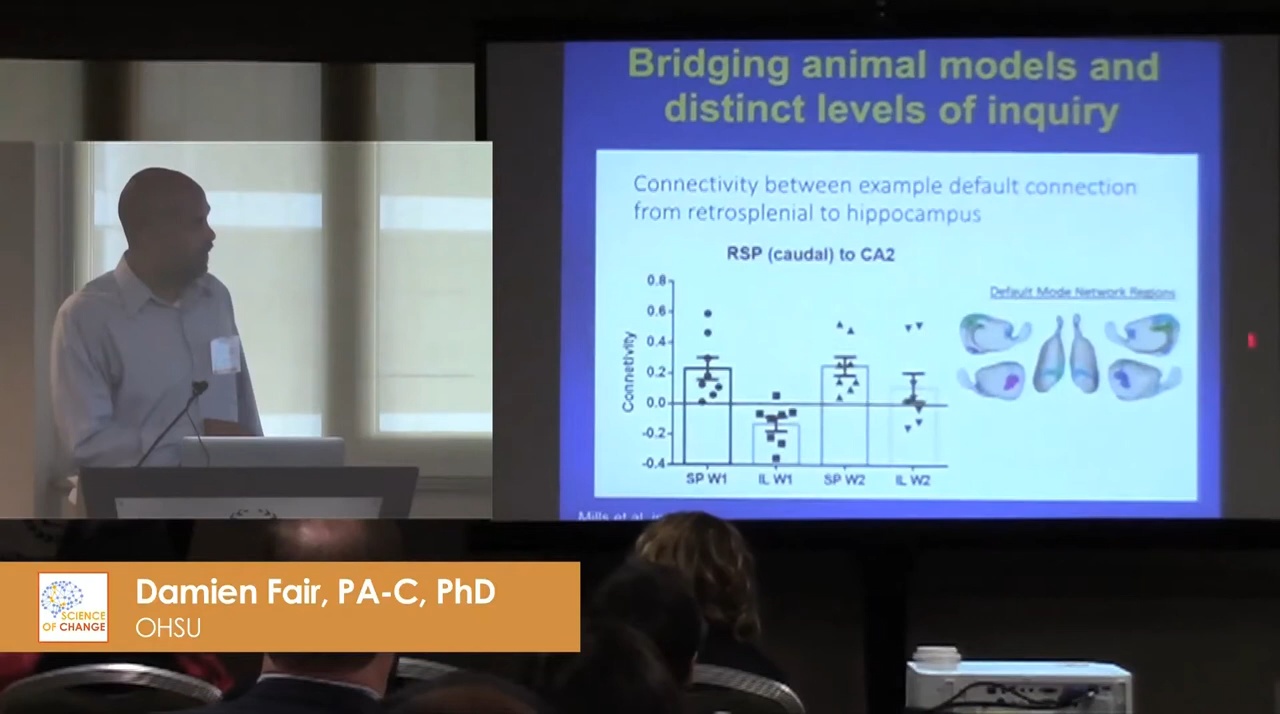 Bridging animal models and
distinct levels of inquiry
Connectivity between example default connection
from retrosplenial to hippocampus
RSP (caudal) to CA2
Default Mode Network Regions
Connetivity
0.8
0.6
0.4
0.2
0.0
-0.2
-0.4
SP W1
IL W1
SP W2
IL W2
Mills et al.
SCIENCE
OF CHANGE
Damien Fair, PA-C, PhD
OHSU